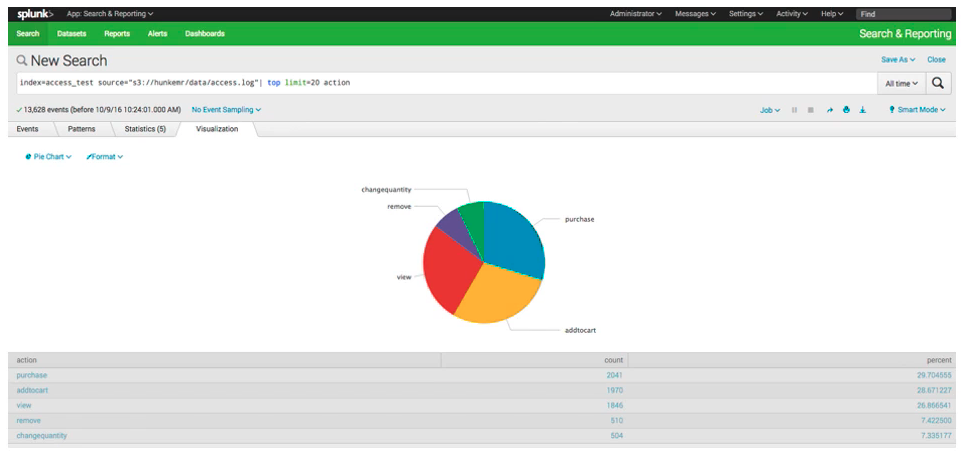 splunk> App: Search & Reporting Administrator Messages Settings Activity Help Find
Search Datasets Reports Alerts Dashboards Search & Reporting
New Search Save As Close
index=access_test source="s3://hunkemr/data/access.log"| top limit=20 action All time
13,628 events (before 10/9/16 10:24:01.000 AM) No Event Sampling Job Smart Mode
Events Patterns Statistics (5) Visualization
Pie Chart Format
changequantity
remove
purchase
view
addtocart
action count percent
purchase 2041 29.704555
addtocart 1970 28.671227
view 1846 26.866541
remove 510 7.422500
changequantity 504 7.335177